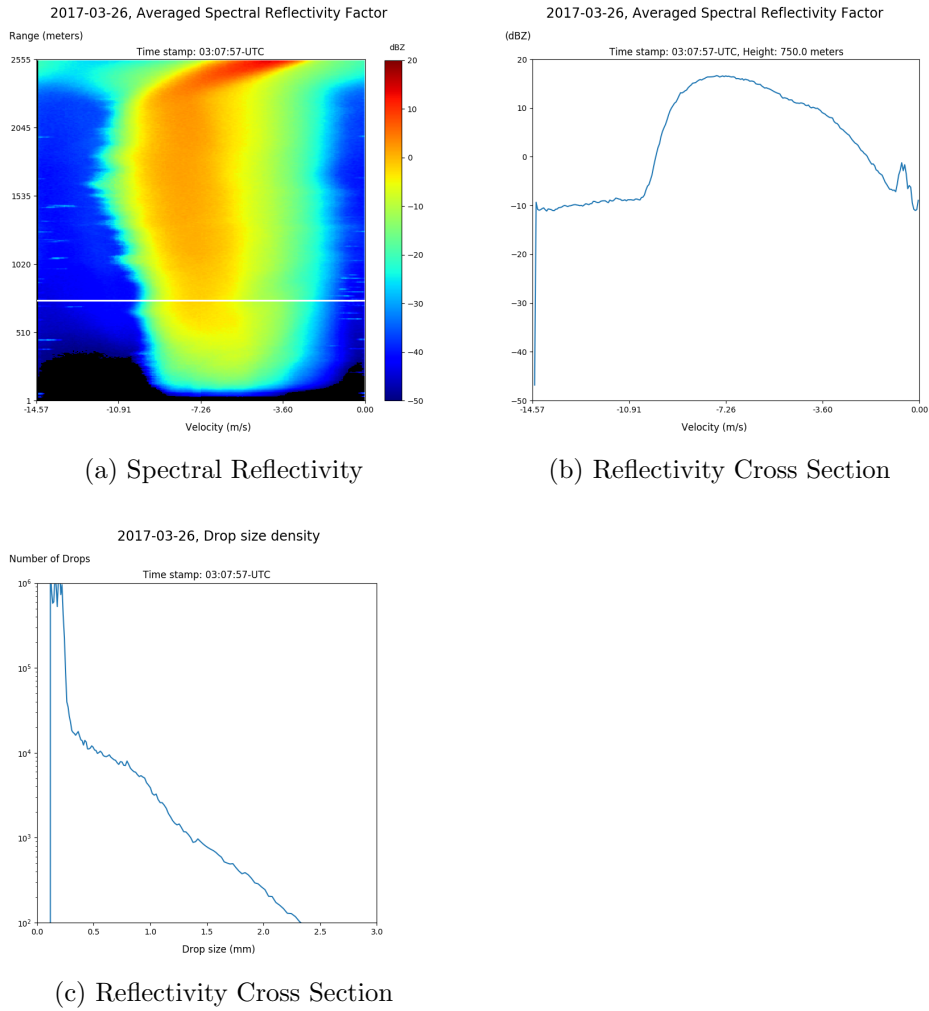 2017-03-26, Averaged Spectral Reflectivity Factor
Range (meters)
Time stamp: 03:07:57-UTC
dBZ
2555
2045
1535
1020
510
1
-14.57
-10.91
-7.26
-3.60
0.00
Velocity (m/s)
20
10
0
−10
−20
−30
−40
−50
(a) Spectral Reflectivity
2017-03-26, Averaged Spectral Reflectivity Factor
(dBZ)
Time stamp: 03:07:57-UTC, Height: 750.0 meters
20
10
0
−10
−20
−30
−40
−50
-14.57
-10.91
-7.26
-3.60
0.00
Velocity (m/s)
(b) Reflectivity Cross Section
2017-03-26, Drop size density
Number of Drops
Time stamp: 03:07:57-UTC
10⁶
10⁵
10⁴
10³
10²
0.0
0.5
1.0
1.5
2.0
2.5
3.0
Drop size (mm)
(c) Reflectivity Cross Section